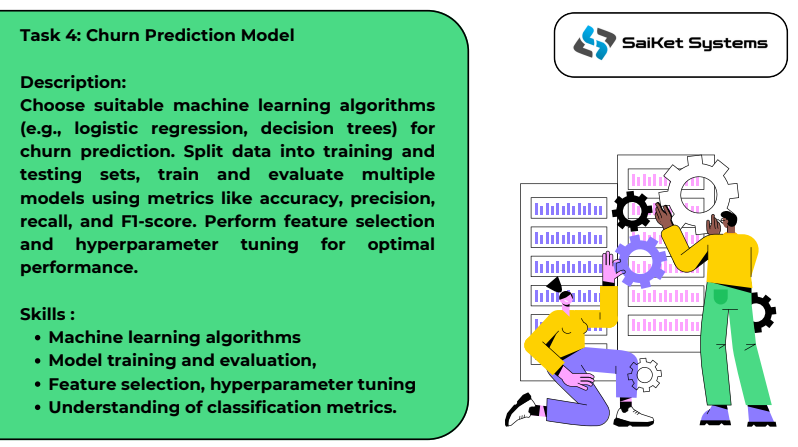 Task 4: Churn Prediction Model
Description:
Choose suitable machine learning algorithms
(e.g., logistic regression, decision trees) for
churn prediction. Split data into training and
testing sets, train and evaluate multiple
models using metrics like accuracy, precision,
recall, and F1-score. Perform feature selection
and hyperparameter tuning for optimal
performance.
Skills :
• Machine learning algorithms
• Model training and evaluation,
• Feature selection, hyperparameter tuning
• Understanding of classification metrics.
SaiKet Systems